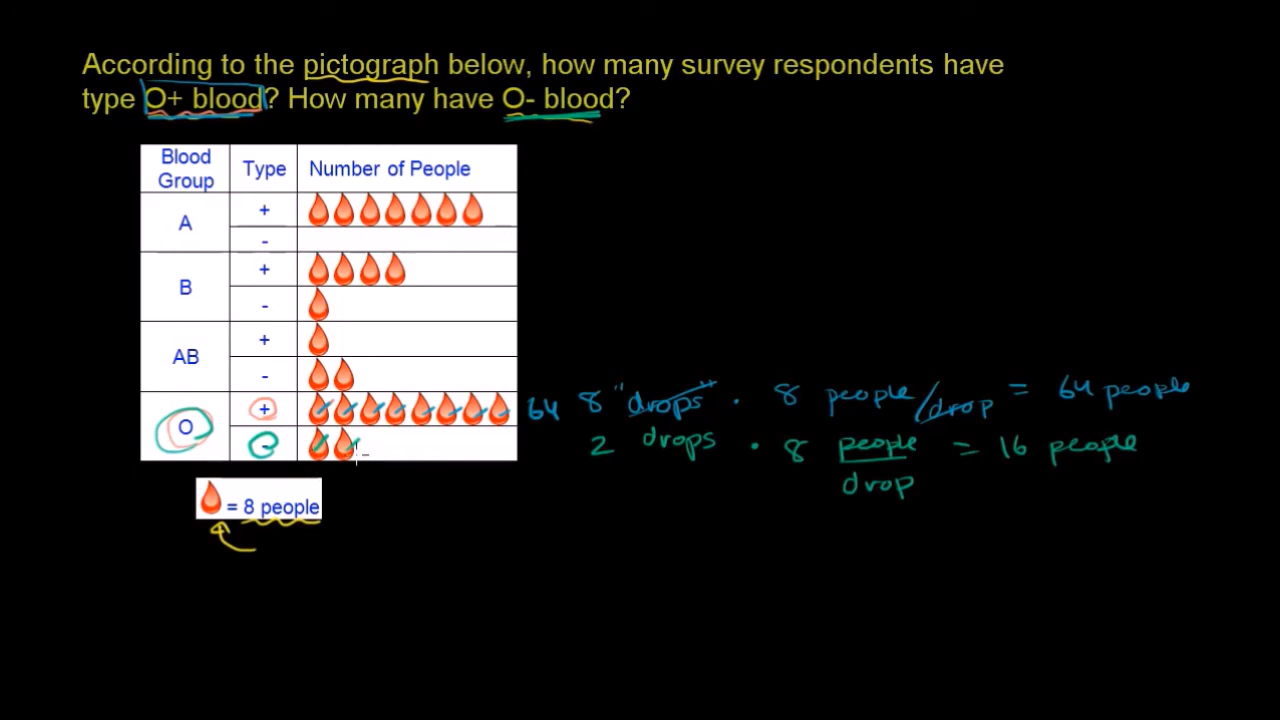 According to the pictograph below, how many survey respondents have
type O+ blood? How many have O- blood?
Blood Group Type Number of People
A +
-
B +
-
AB +
-
O + 64 8 "drops" · 8 people/drop = 64 people
- 2 drops · 8 people/drop = 16 people
= 8 people